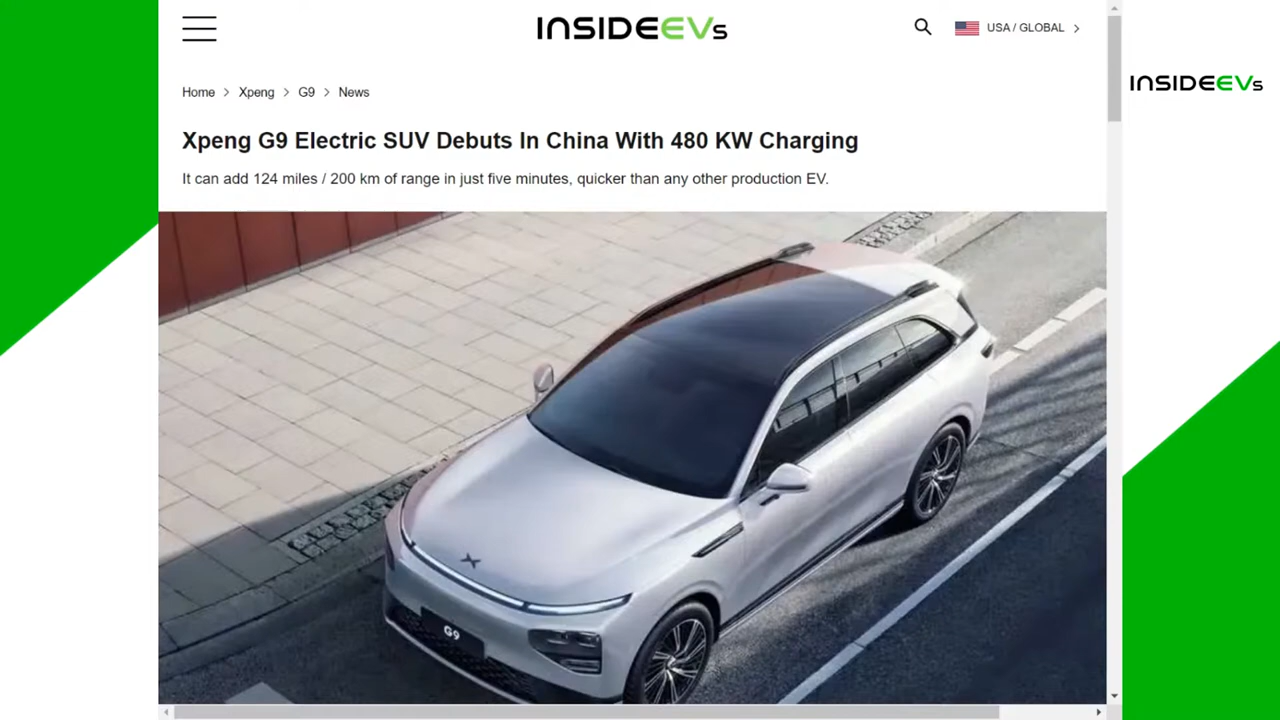 INSIDEEVs
USA / GLOBAL
INSIDEEVs
Home > Xpeng > G9 > News
Xpeng G9 Electric SUV Debuts In China With 480 KW Charging
It can add 124 miles / 200 km of range in just five minutes, quicker than any other production EV.
G9